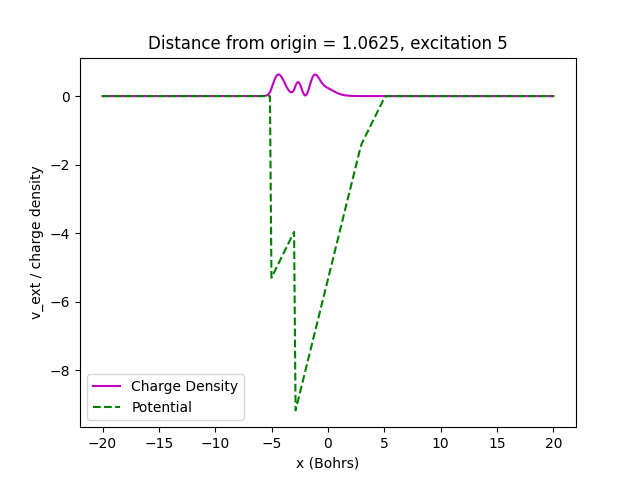 Distance from origin = 1.0625, excitation 5
v_ext / charge density
0
−2
−4
−6
−8
Charge Density
Potential
−20 −15 −10 −5 0 5 10 15 20
x (Bohrs)